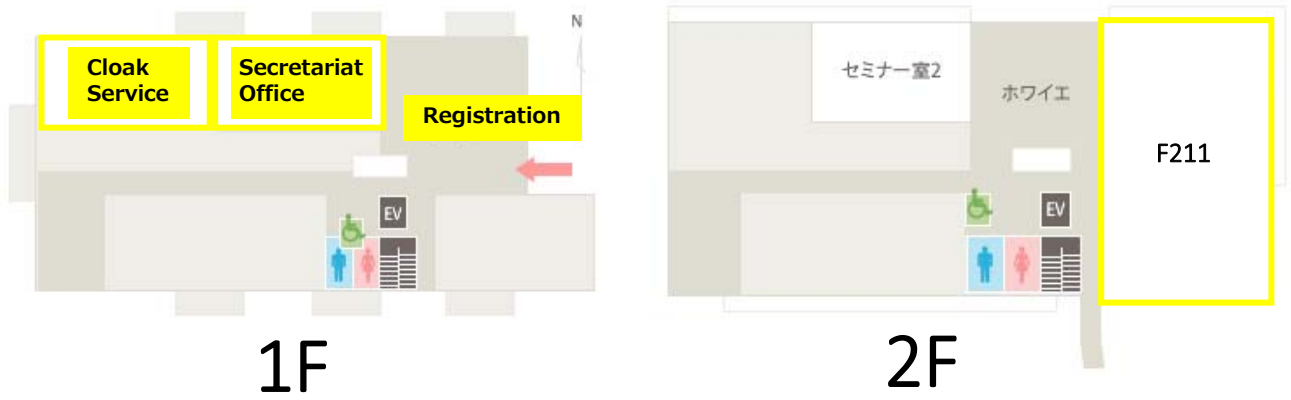 N
Cloak
Service
Secretariat
Office
Registration
EV
1F
セミナー室2
ホワイエ
F211
EV
2F